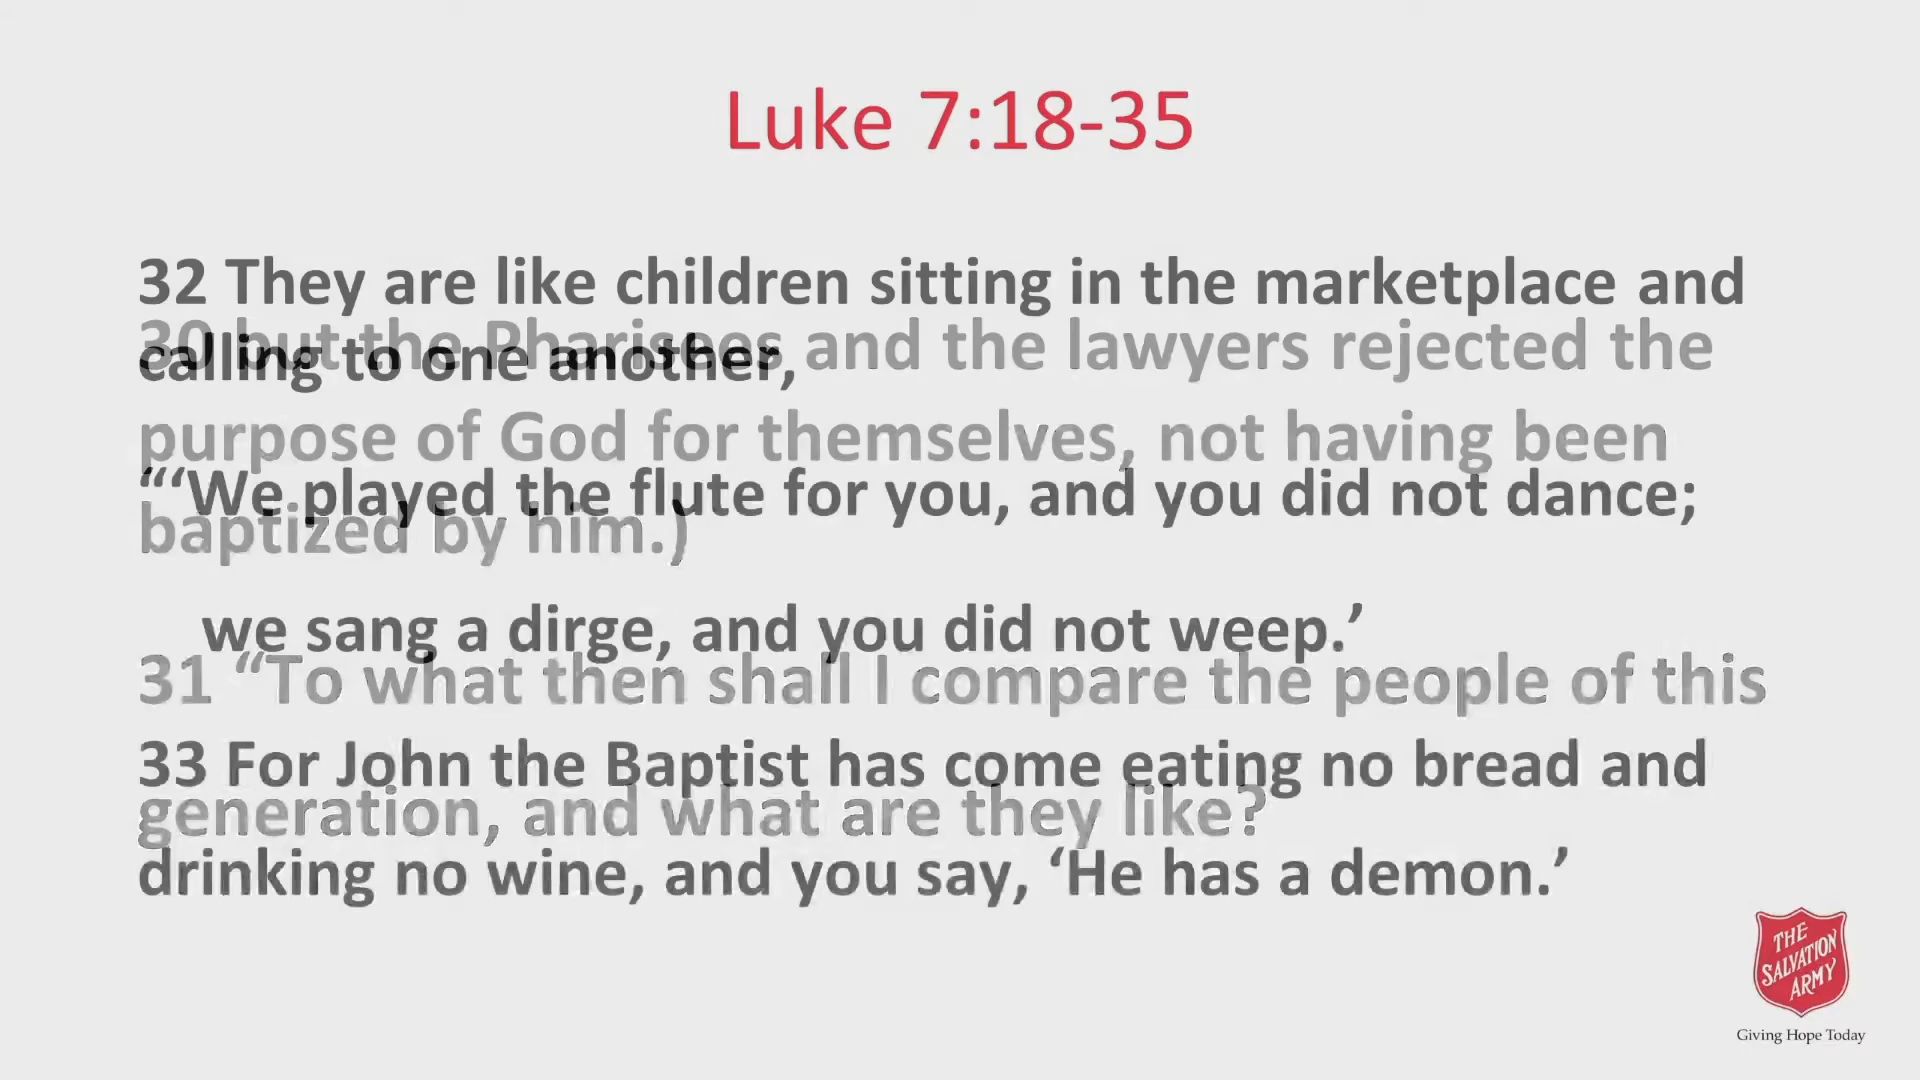 Luke 7:18-35
32 They are like children sitting in the marketplace and
calling to one another,
“‘We played the flute for you, and you did not dance;
we sang a dirge, and you did not weep.’
33 For John the Baptist has come eating no bread and
drinking no wine, and you say, ‘He has a demon.’
30 but the Pharisees and the lawyers rejected the
purpose of God for themselves, not having been
baptized by him.)
31 “To what then shall I compare the people of this
generation, and what are they like?
THE
SALVATION
ARMY
Giving Hope Today